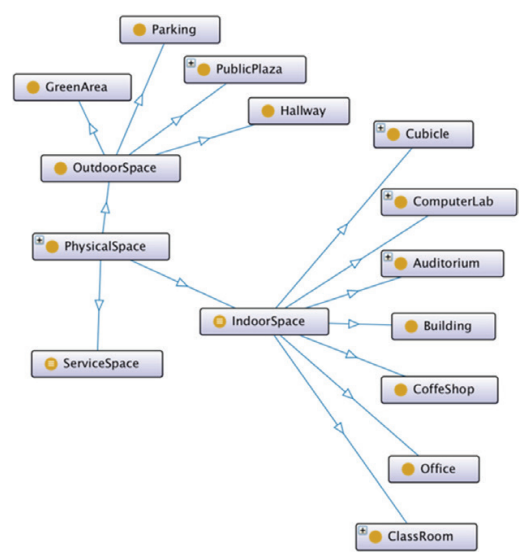 Parking
PublicPlaza
GreenArea
Hallway
Cubicle
OutdoorSpace
ComputerLab
PhysicalSpace
Auditorium
IndoorSpace
Building
ServiceSpace
CoffeShop
Office
ClassRoom